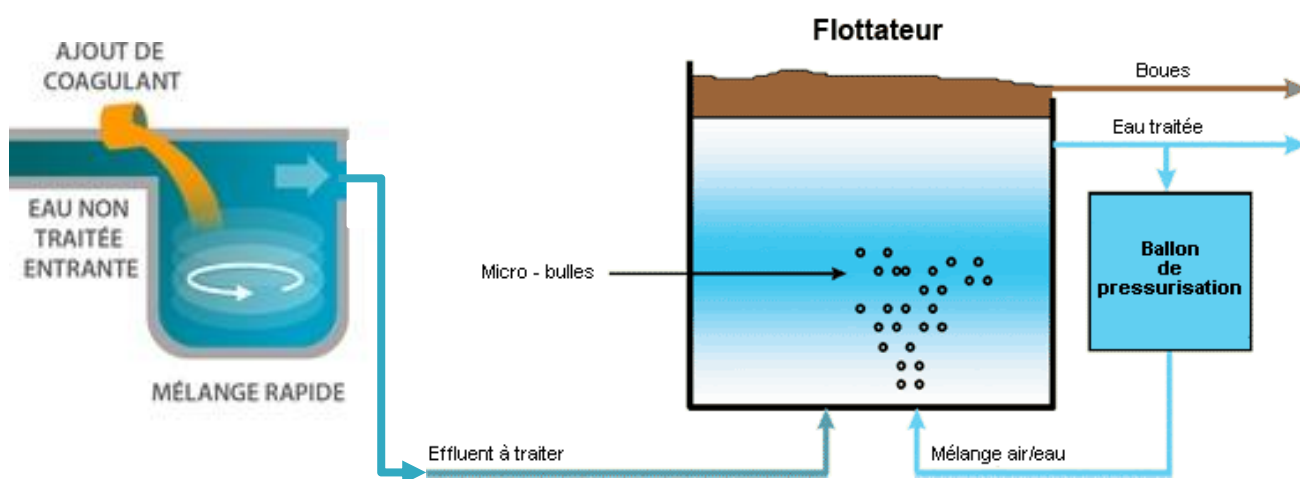 AJOUT DE
COAGULANT
EAU NON
TRAITÉE
ENTRANTE
MÉLANGE RAPIDE
Flottateur
Boues
Eau traitée
Micro - bulles
Ballon
de
pressurisation
Effluent à traiter
Mélange air/eau